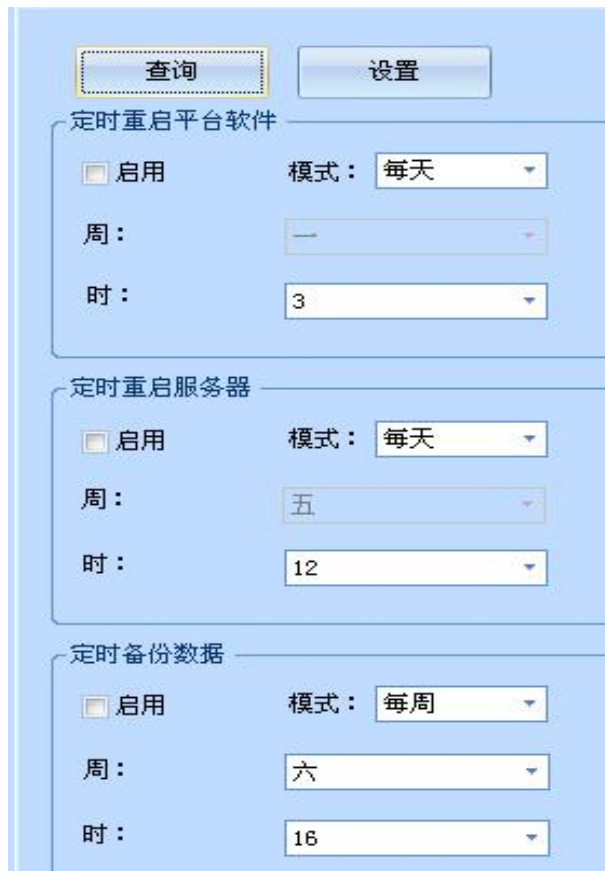 查询 设置
定时重启平台软件
启用 模式： 每天
周： 一
时： 3
定时重启服务器
启用 模式： 每天
周： 五
时： 12
定时备份数据
启用 模式： 每周
周： 六
时： 16